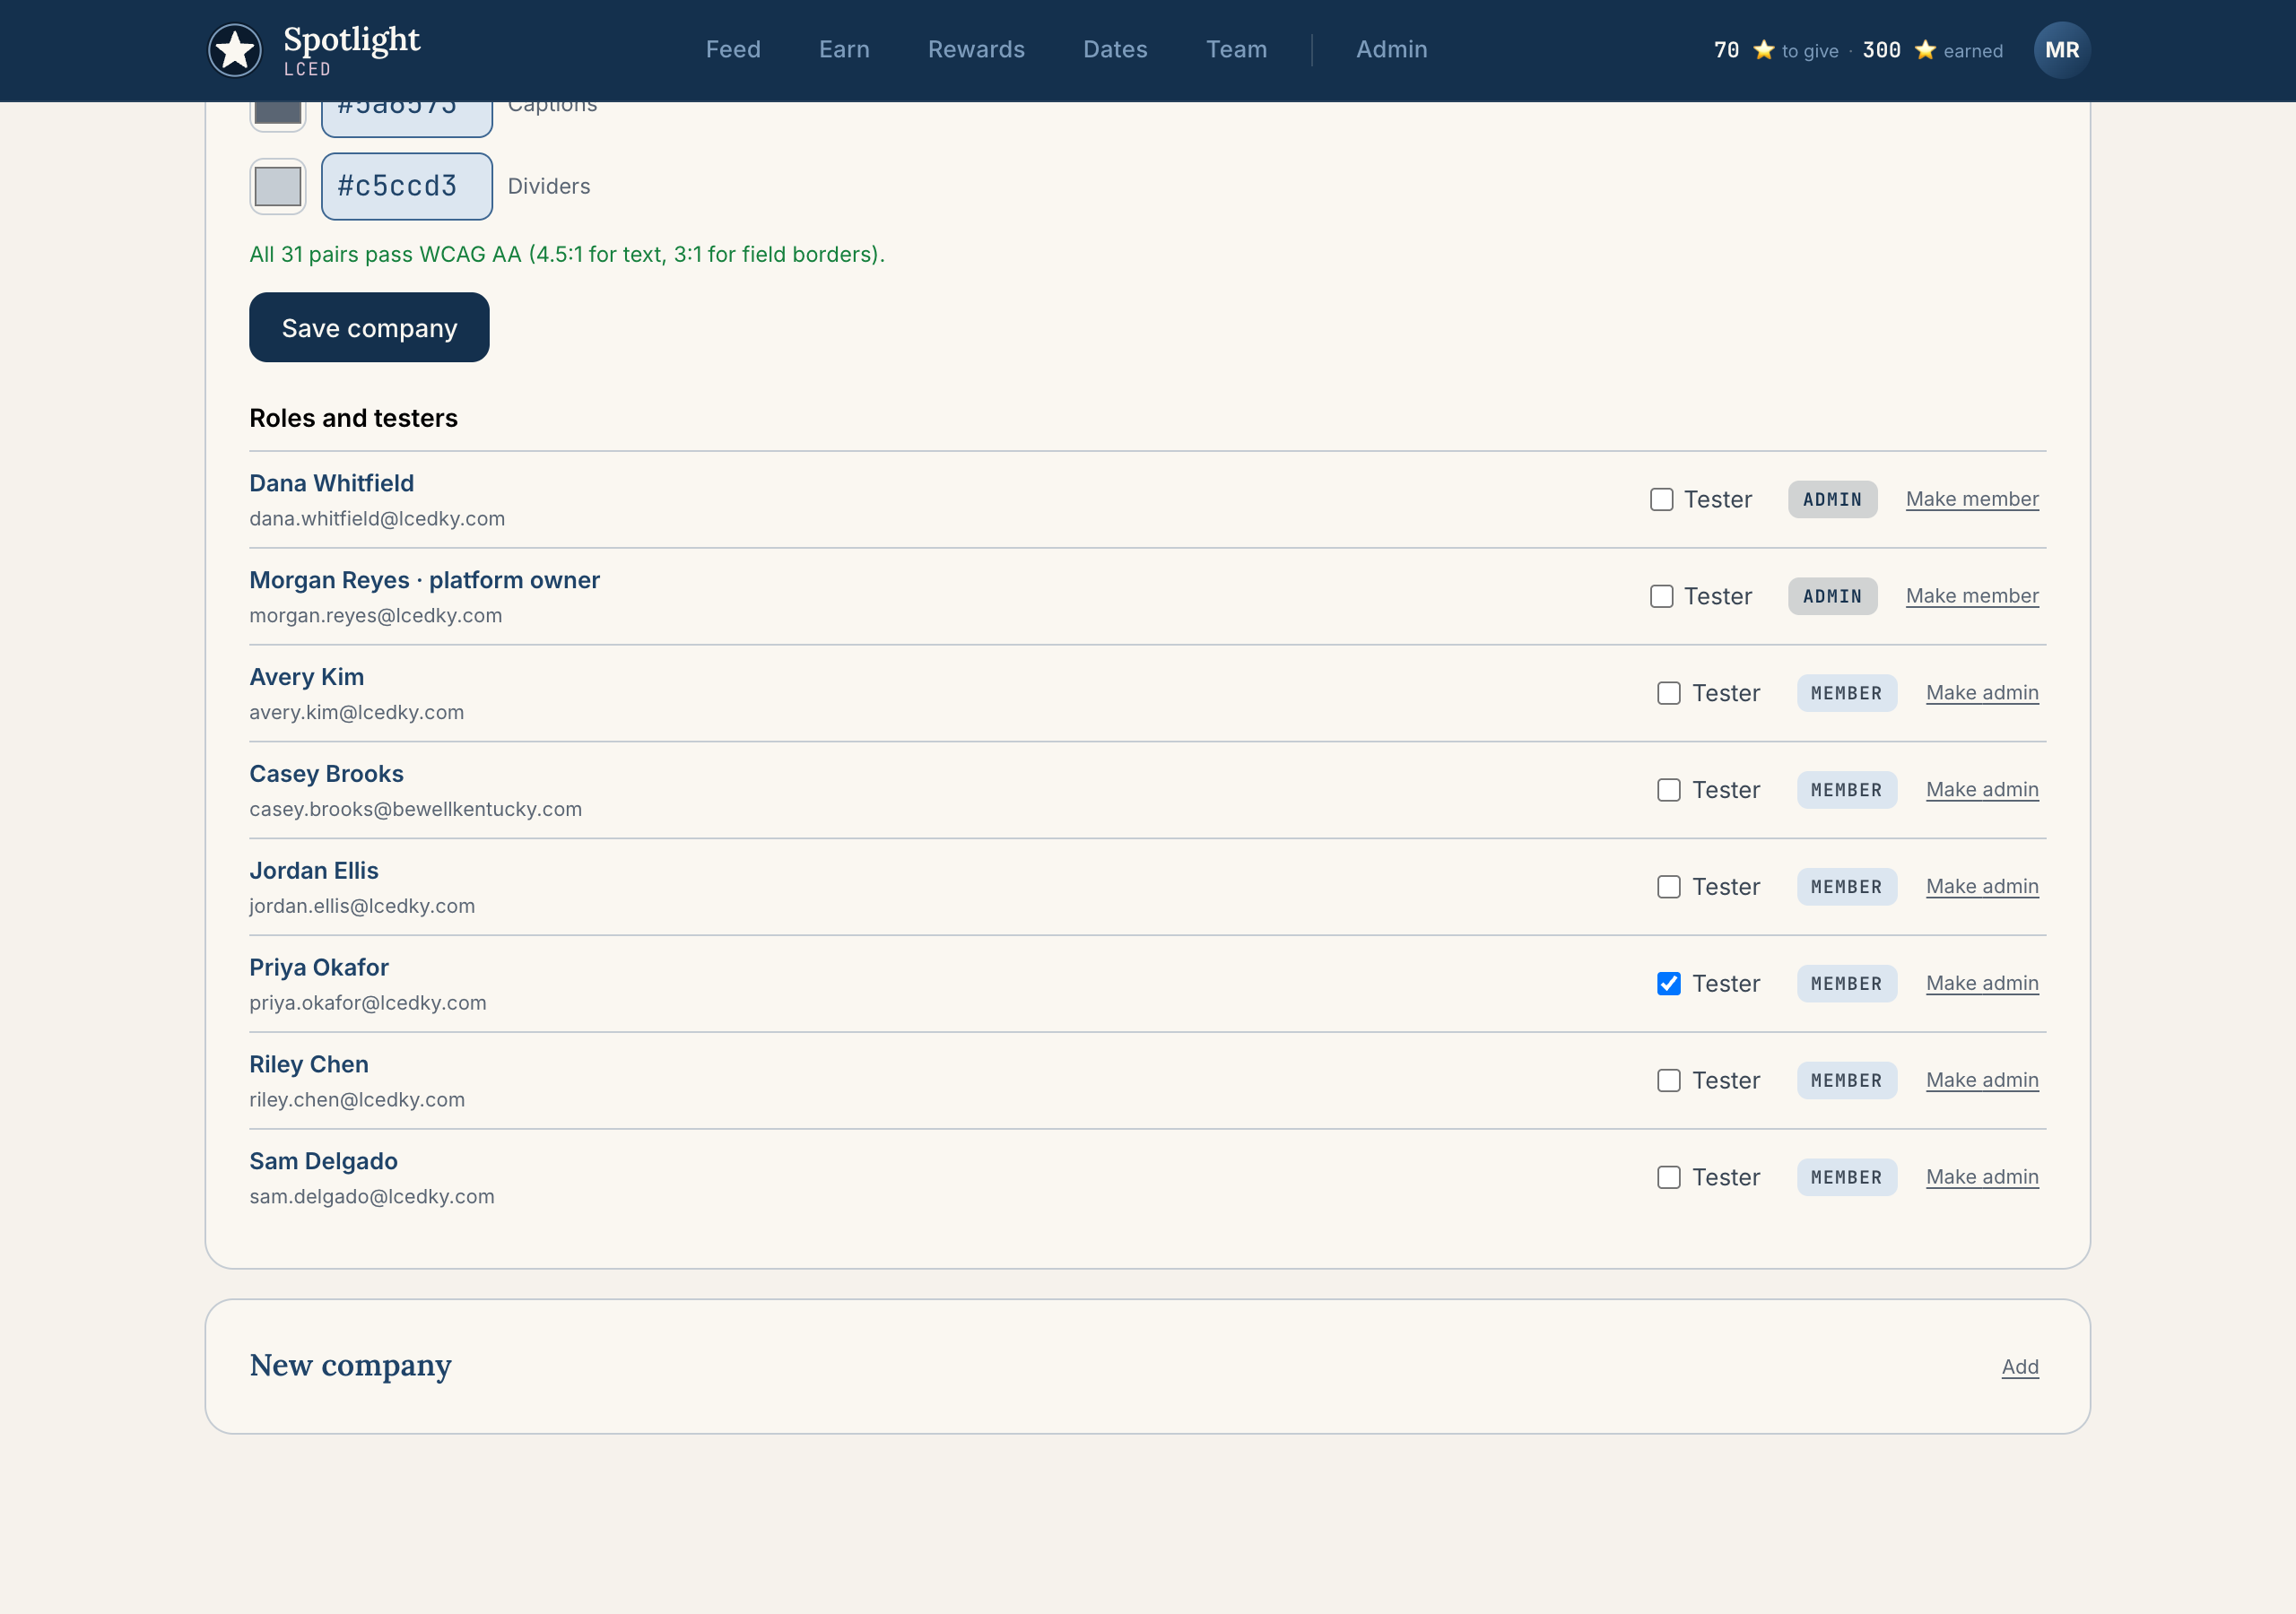 Spotlight
LCED
Feed Earn Rewards Dates Team Admin
70 ⭐ to give · 300 ⭐ earned
MR
#5a6573 Captions
#c5ccd3 Dividers
All 31 pairs pass WCAG AA (4.5:1 for text, 3:1 for field borders).
Save company
Roles and testers
Dana Whitfield
dana.whitfield@lcedky.com
Tester ADMIN Make member
Morgan Reyes · platform owner
morgan.reyes@lcedky.com
Tester ADMIN Make member
Avery Kim
avery.kim@lcedky.com
Tester MEMBER Make admin
Casey Brooks
casey.brooks@bewellkentucky.com
Tester MEMBER Make admin
Jordan Ellis
jordan.ellis@lcedky.com
Tester MEMBER Make admin
Priya Okafor
priya.okafor@lcedky.com
Tester MEMBER Make admin
Riley Chen
riley.chen@lcedky.com
Tester MEMBER Make admin
Sam Delgado
sam.delgado@lcedky.com
Tester MEMBER Make admin
New company
Add